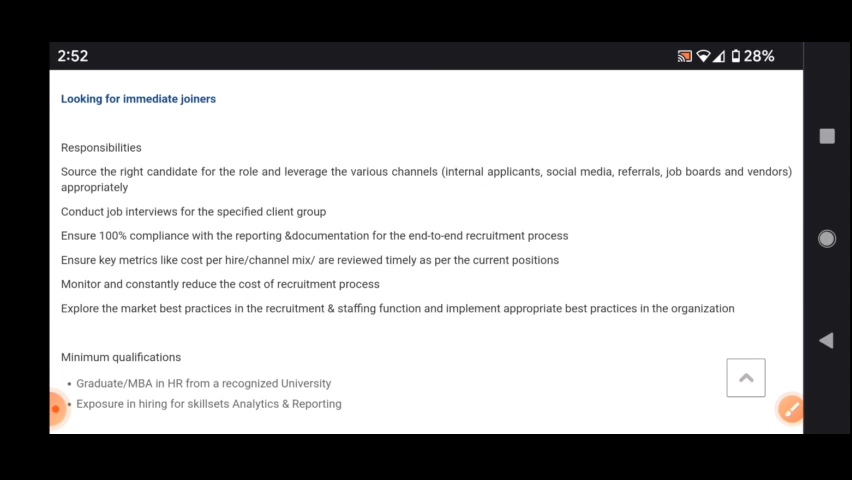 2:52
28%
Looking for immediate joiners
Responsibilities
Source the right candidate for the role and leverage the various channels (internal applicants, social media, referrals, job boards and vendors)
appropriately
Conduct job interviews for the specified client group
Ensure 100% compliance with the reporting &documentation for the end-to-end recruitment process
Ensure key metrics like cost per hire/channel mix/ are reviewed timely as per the current positions
Monitor and constantly reduce the cost of recruitment process
Explore the market best practices in the recruitment & staffing function and implement appropriate best practices in the organization
Minimum qualifications
• Graduate/MBA in HR from a recognized University
• Exposure in hiring for skillsets Analytics & Reporting